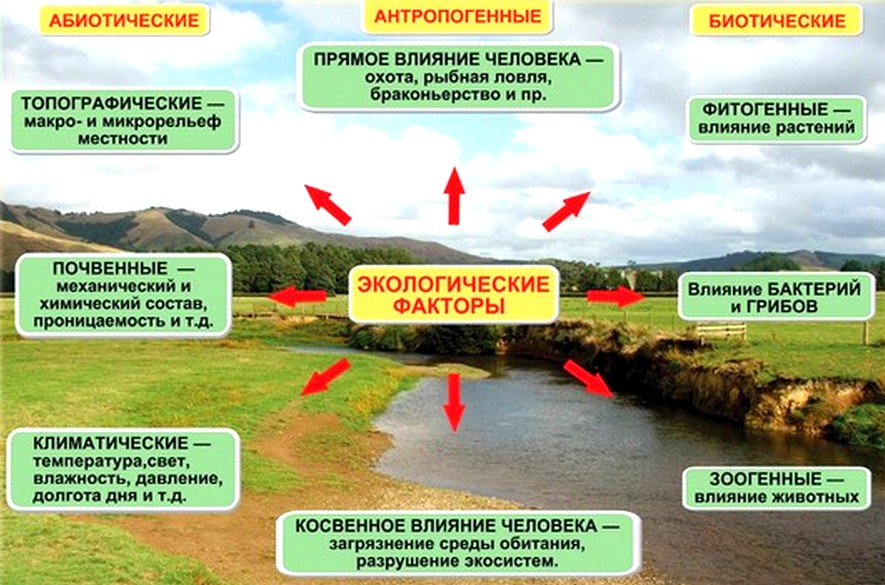 АБИОТИЧЕСКИЕ
АНТРОПОГЕННЫЕ
БИОТИЧЕСКИЕ
ПРЯМОЕ ВЛИЯНИЕ ЧЕЛОВЕКА —
охота, рыбная ловля,
браконьерство и пр.
ТОПОГРАФИЧЕСКИЕ —
макро- и микрорельеф
местности
ФИТОГЕННЫЕ —
влияние растений
ПОЧВЕННЫЕ —
механический и
химический состав,
проницаемость и т.д.
ЭКОЛОГИЧЕСКИЕ
ФАКТОРЫ
Влияние БАКТЕРИЙ
и ГРИБОВ
КЛИМАТИЧЕСКИЕ —
температура,свет,
влажность, давление,
долгота дня и т.д.
ЗООГЕННЫЕ —
влияние животных
КОСВЕННОЕ ВЛИЯНИЕ ЧЕЛОВЕКА —
загрязнение среды обитания,
разрушение экосистем.